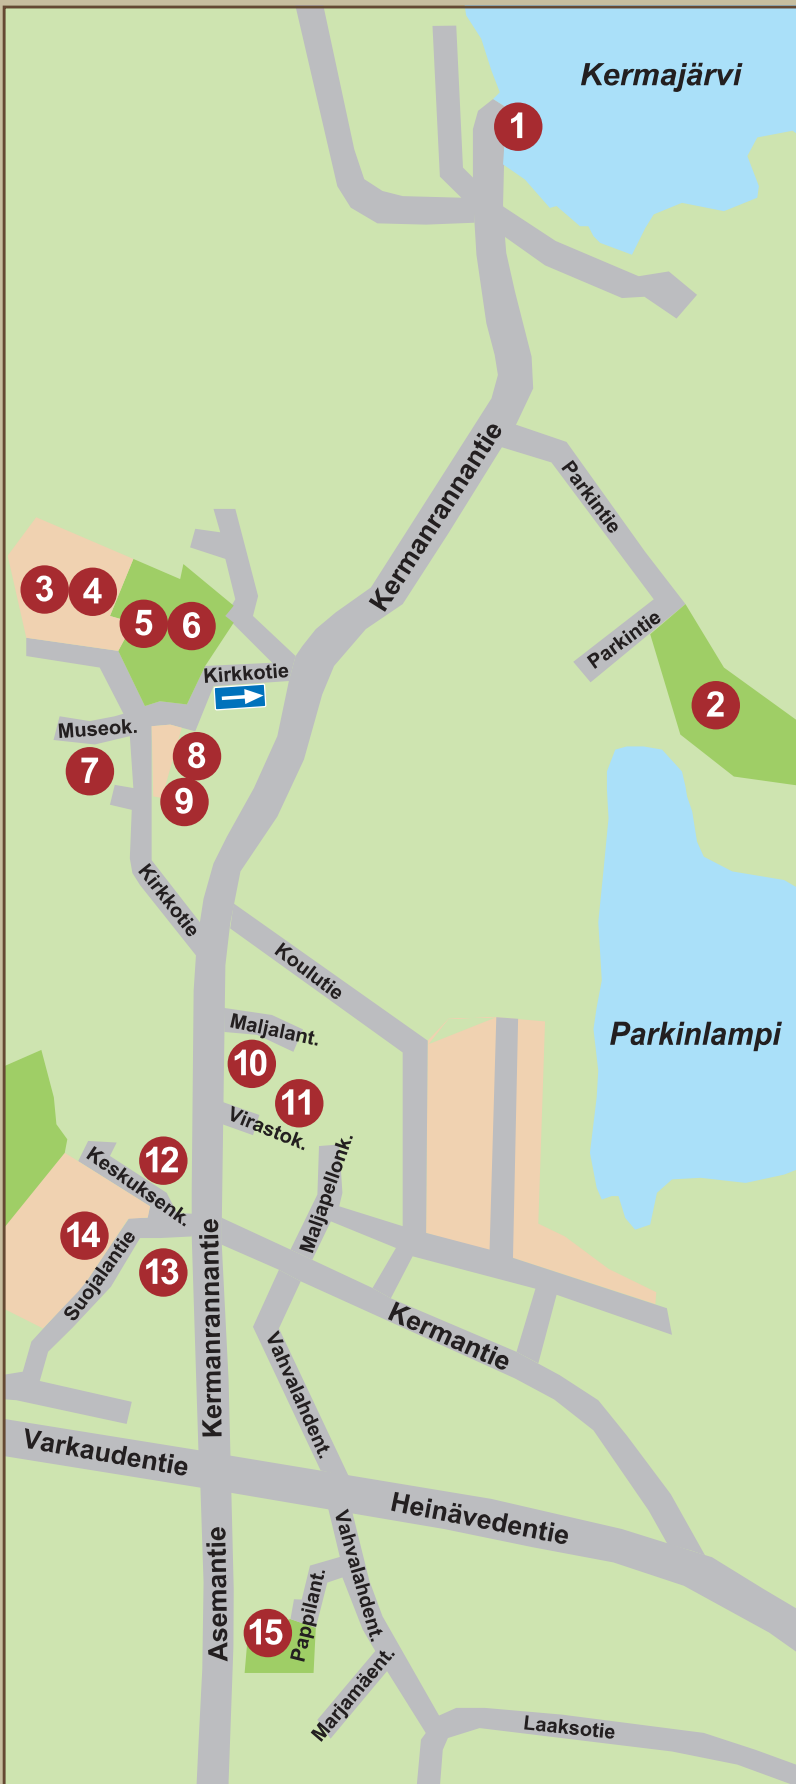 Kermajärvi
1
Kermanrannantie
Parkintie
3
4
5
6
Parkintie
Kirkkotie
2
Museok.
8
7
9
Kirkkotie
Koulutie
Maljalant.
Parkinlampi
10
11
Virastok.
12
Keskuksenk.
Maljapellonk.
14
Suojalantie
13
Kermanrannantie
Kermantie
Vahvalahdent.
Varkaudentie
Heinävedentie
Asemantie
Vahvalahdent.
15
Pappilant.
Marjamäent.
Laaksotie